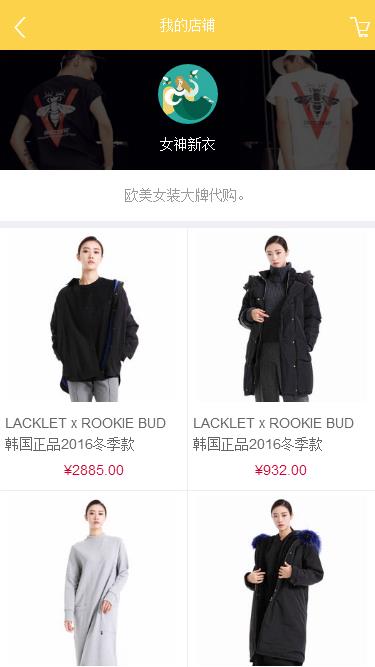 我的店铺
女神新衣
欧美女装大牌代购。
LACKLET x ROOKIE BUD
韩国正品2016冬季款
¥2885.00
LACKLET x ROOKIE BUD
韩国正品2016冬季款
¥932.00